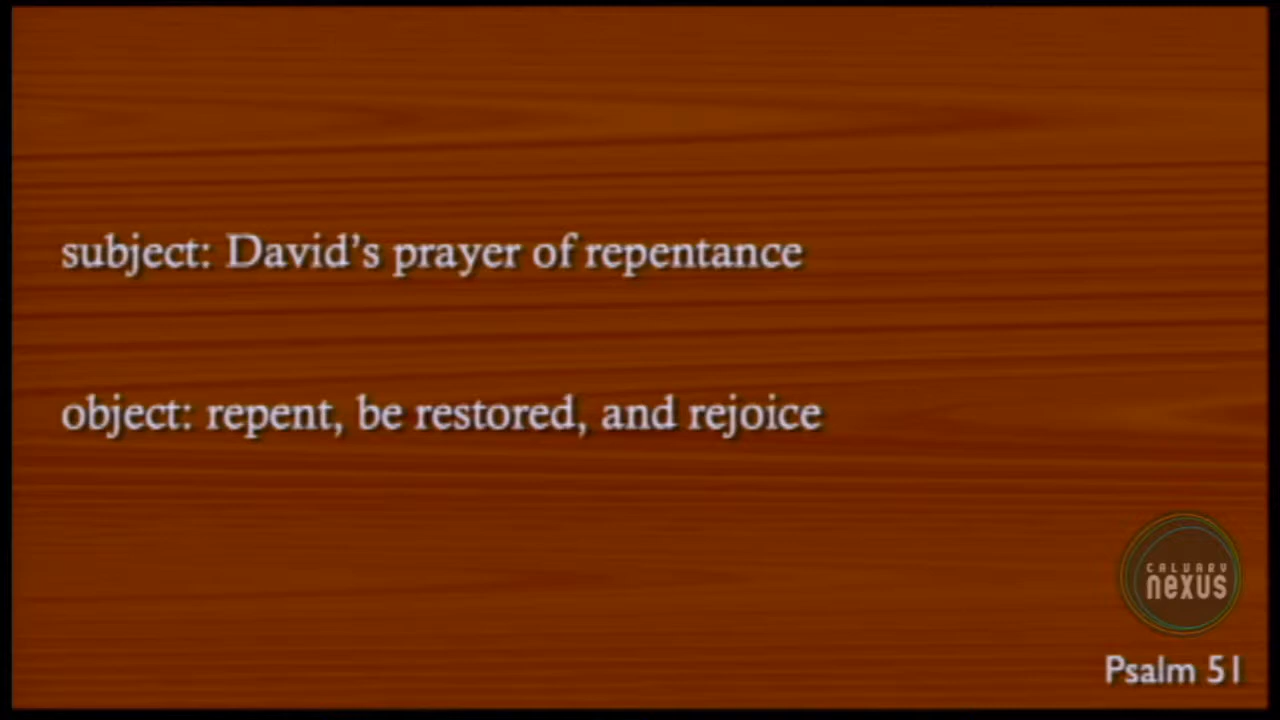 subject: David’s prayer of repentance
object: repent, be restored, and rejoice
CALVARY
nexus
Psalm 51